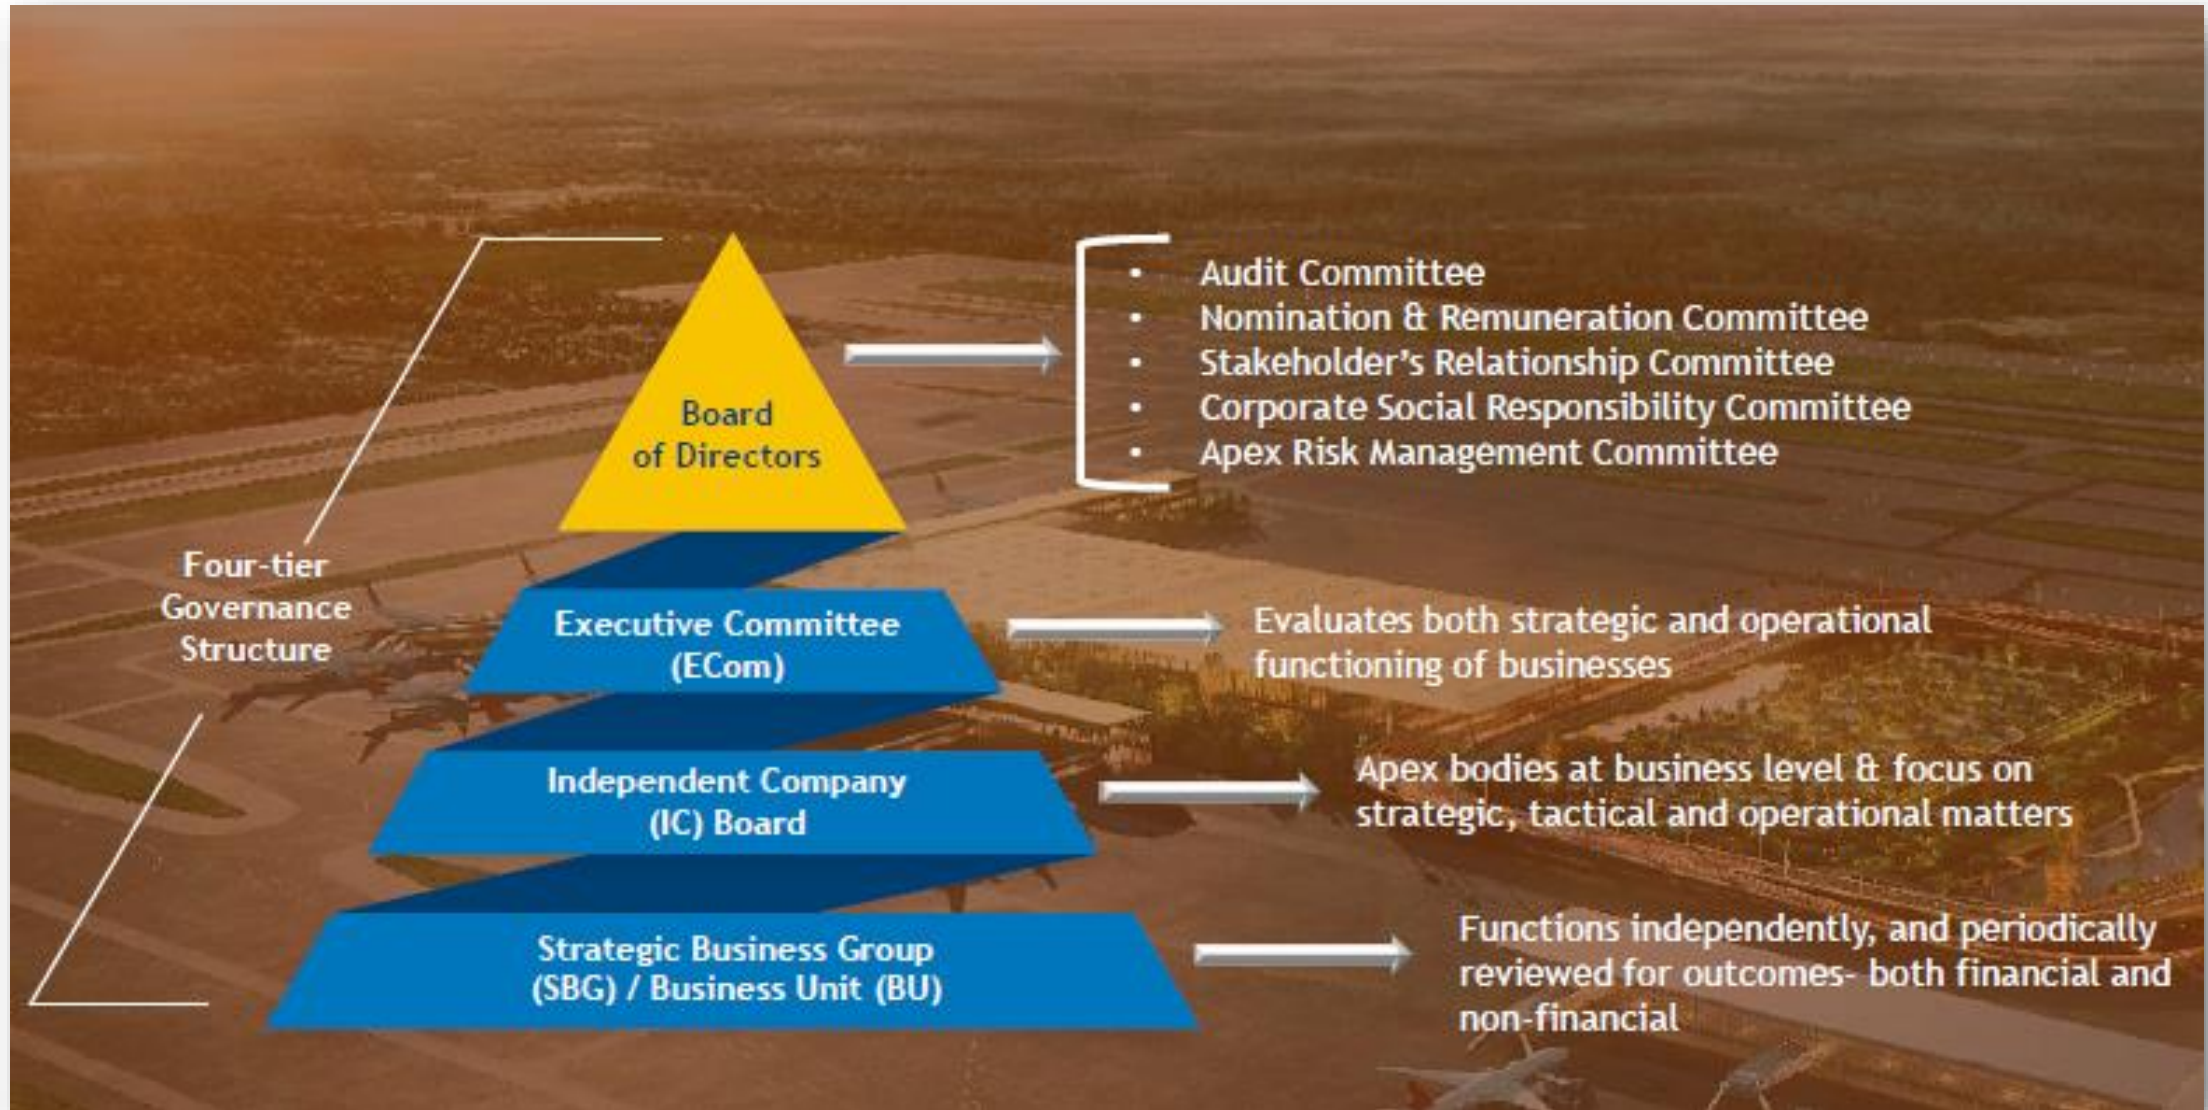 Board
of Directors
• Audit Committee
• Nomination & Remuneration Committee
• Stakeholder’s Relationship Committee
• Corporate Social Responsibility Committee
• Apex Risk Management Committee
Four-tier
Governance
Structure
Executive Committee
(ECom)
Evaluates both strategic and operational
functioning of businesses
Independent Company
(IC) Board
Apex bodies at business level & focus on
strategic, tactical and operational matters
Strategic Business Group
(SBG) / Business Unit (BU)
Functions independently, and periodically
reviewed for outcomes- both financial and
non-financial